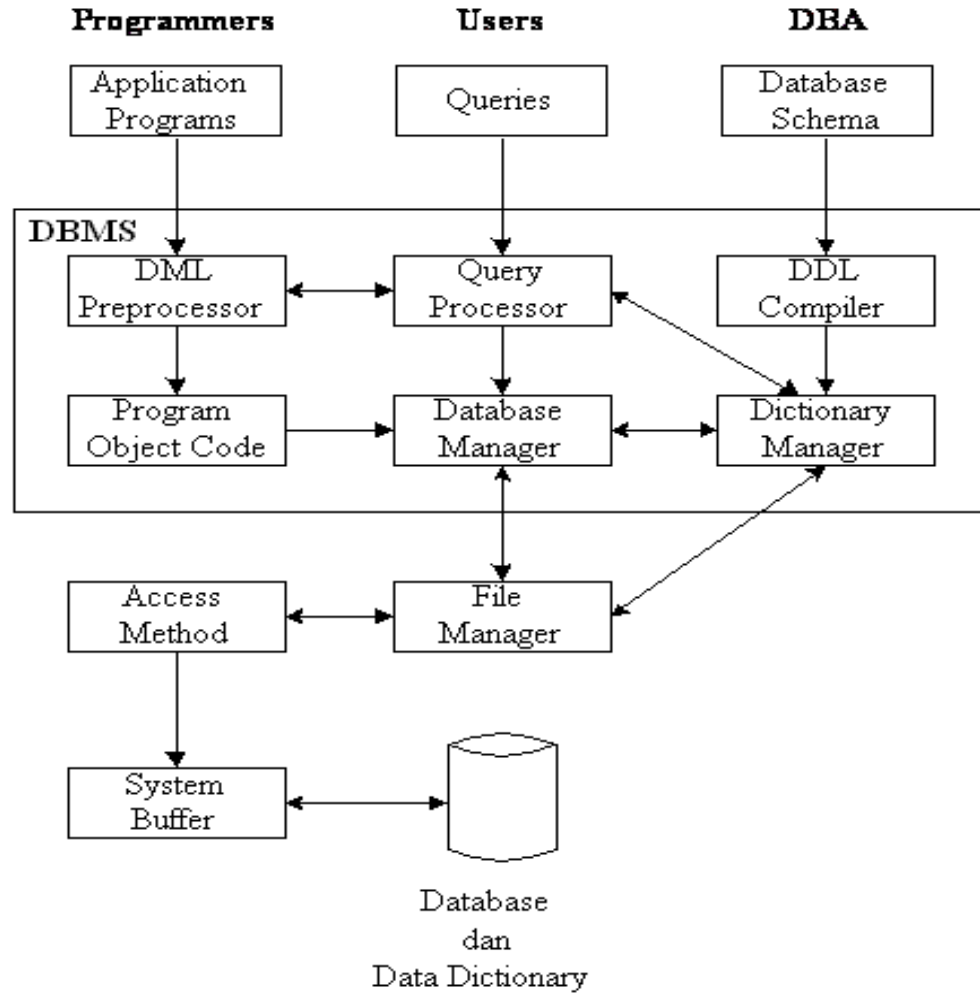 Programmers
Users
DBA
Application
Programs
Queries
Database
Schema
DBMS
DML
Preprocessor
Query
Processor
DDL
Compiler
Program
Object Code
Database
Manager
Dictionary
Manager
Access
Method
File
Manager
System
Buffer
Database
dan
Data Dictionary